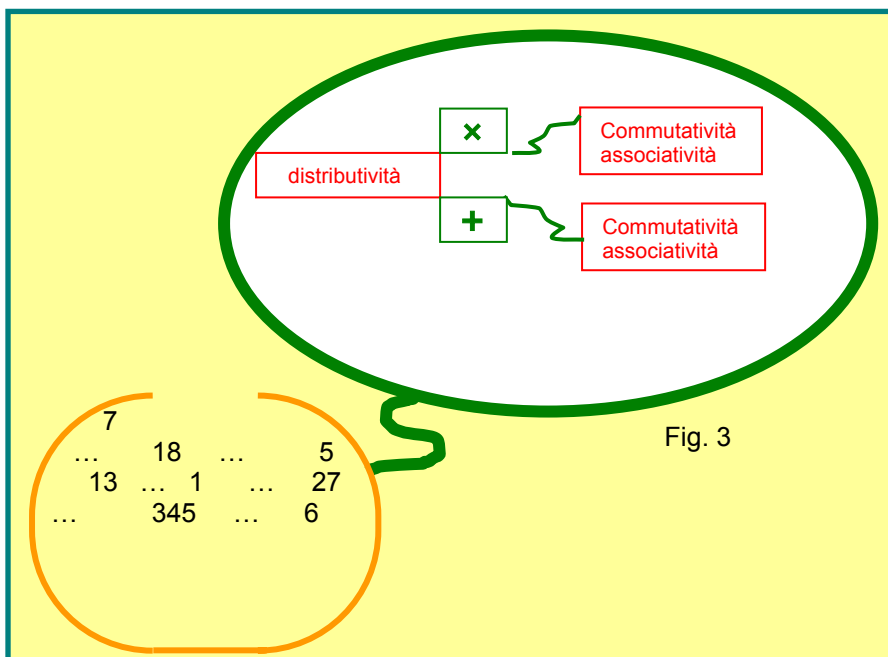 ×
Commutatività
associatività
distributività
+
Commutatività
associatività
Fig. 3
7
… 18 … 5
13 … 1 … 27
… 345 … 6